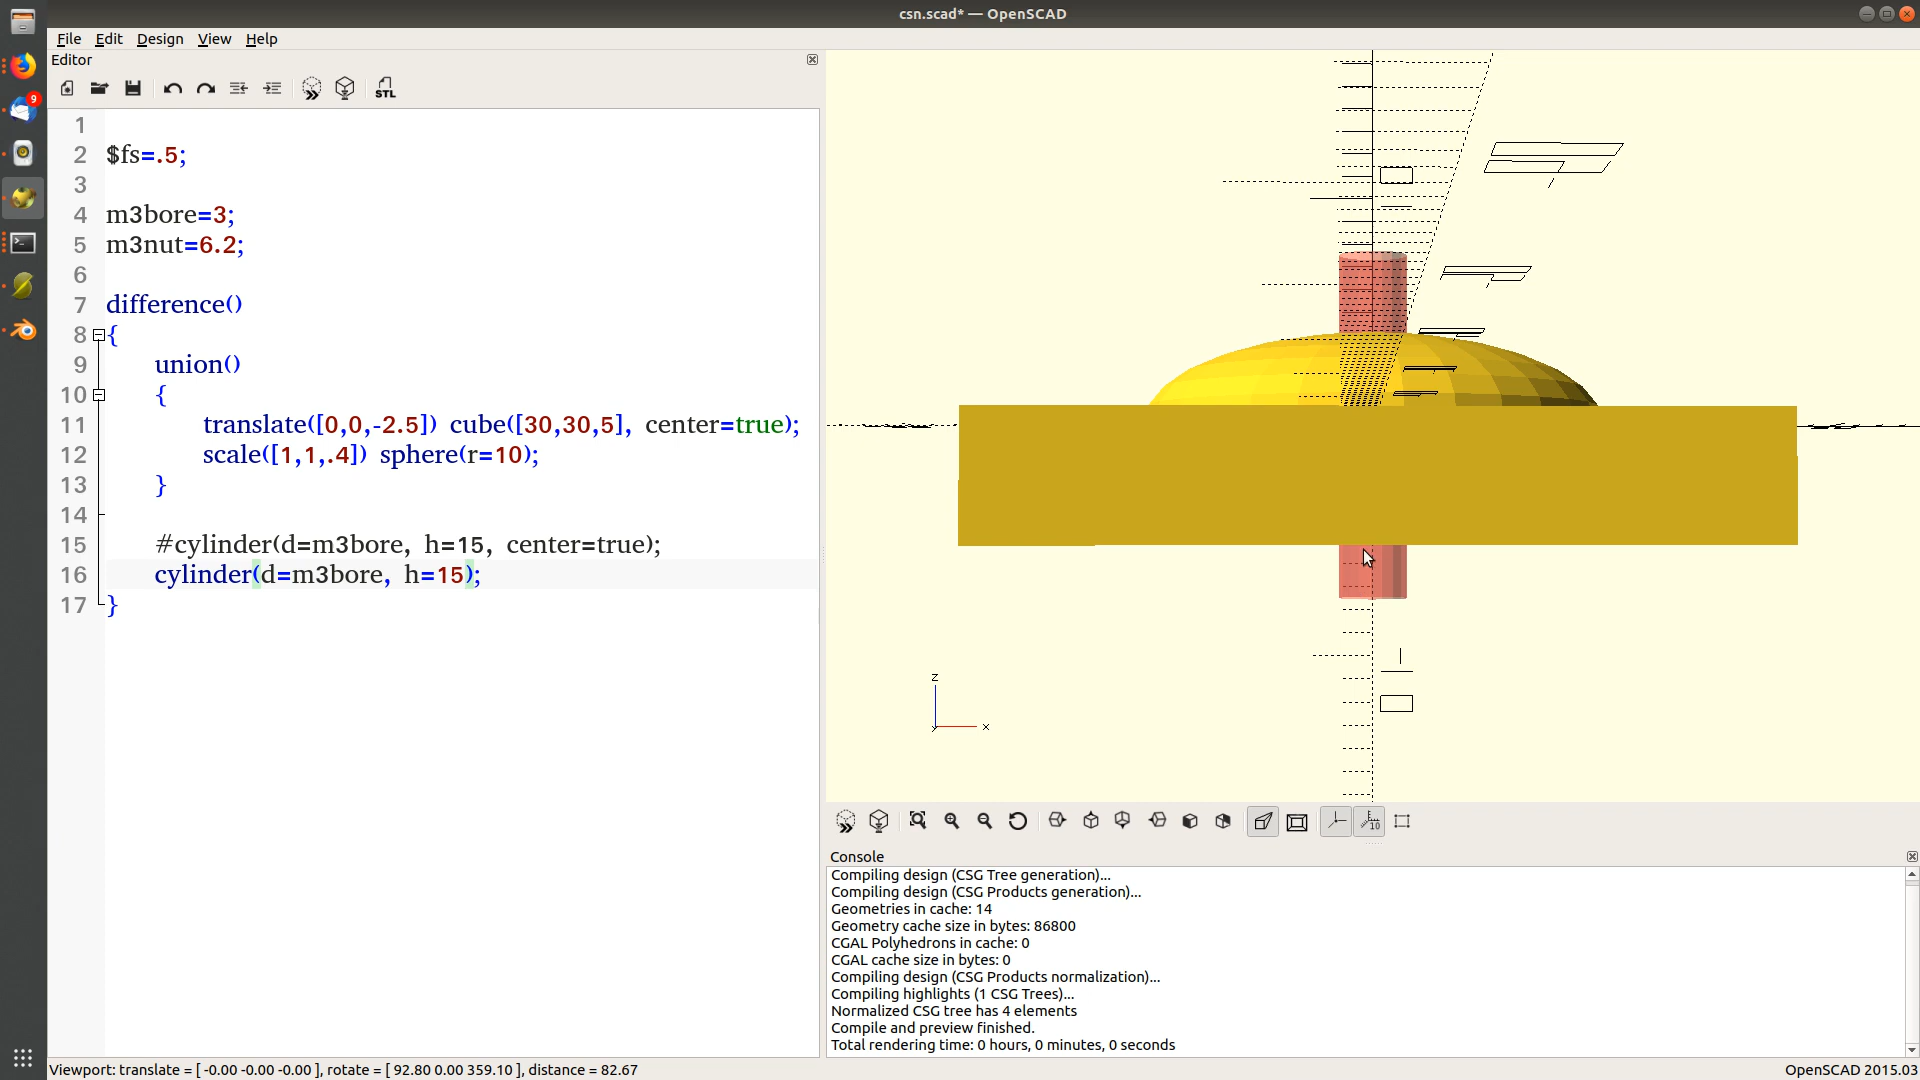 csn.scad* — OpenSCAD
File Edit Design View Help
Editor
9
STL
1
2 $fs=.5;
3
4 m3bore=3;
5 m3nut=6.2;
6
7 difference()
8 {
9 union()
10 {
11 translate([0,0,-2.5]) cube([30,30,5], center=true);
12 scale([1,1,.4]) sphere(r=10);
13 }
14
15 #cylinder(d=m3bore, h=15, center=true);
16 cylinder(d=m3bore, h=15);
17 }
z
x
10
Console
Compiling design (CSG Tree generation)...
Compiling design (CSG Products generation)...
Geometries in cache: 14
Geometry cache size in bytes: 86800
CGAL Polyhedrons in cache: 0
CGAL cache size in bytes: 0
Compiling design (CSG Products normalization)...
Compiling highlights (1 CSG Trees)...
Normalized CSG tree has 4 elements
Compile and preview finished.
Total rendering time: 0 hours, 0 minutes, 0 seconds
Viewport: translate = [ -0.00 -0.00 -0.00 ], rotate = [ 92.80 0.00 359.10 ], distance = 82.67
OpenSCAD 2015.03